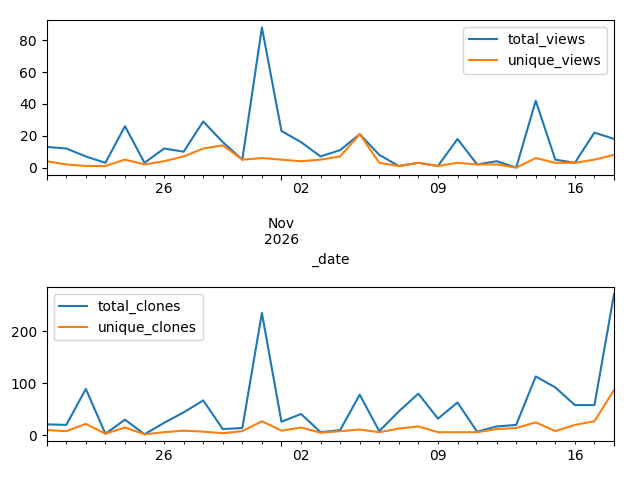 80
60
40
20
0
total_views
unique_views
26
02
09
16
Nov
2026
_date
200
100
0
total_clones
unique_clones
26
02
09
16